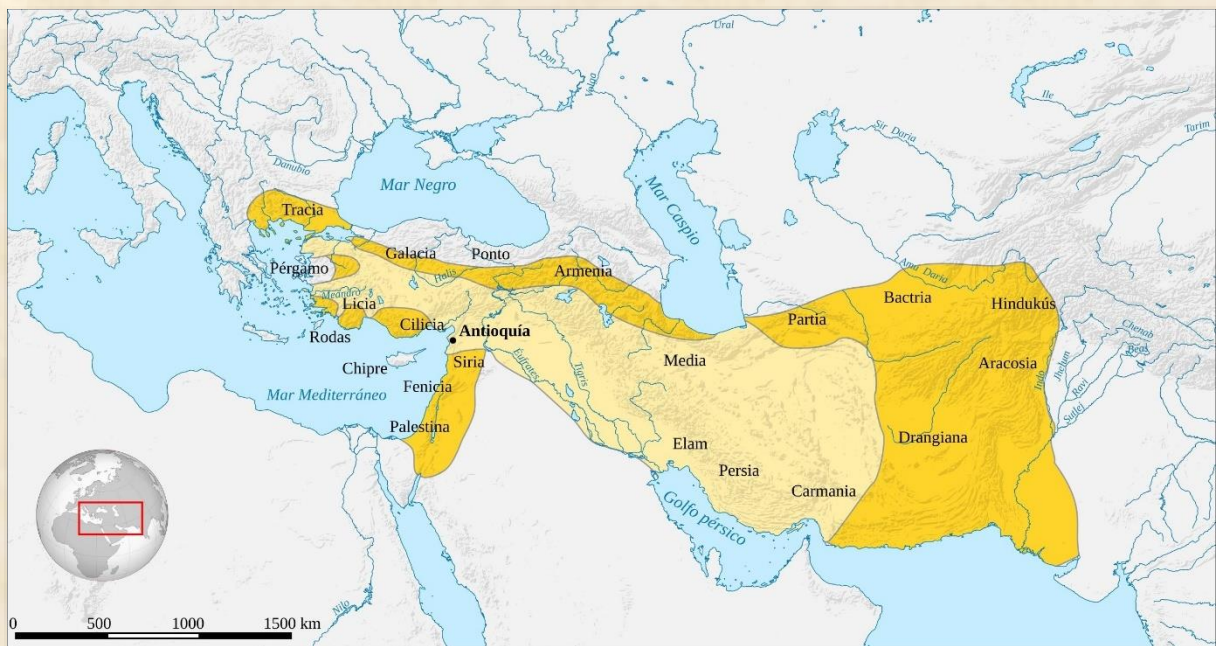 Ural
Don
Volga
Ile
Sir Daria
Tarim
Danubio
Mar Negro
Mar Caspio
Tracia
Galacia
Ponto
Armenia
Halis
Pérgamo
Meandro
Licia
Cilicia
Rodas
Antioquía
Siria
Chipre
Fenicia
Mar Mediterráneo
Palestina
Éufrates
Tigris
Media
Elam
Persia
Carmania
Golfo pérsico
Partia
Amu Daria
Bactria
Hindukús
Aracosia
Drangiana
Indo
Jhelam
Chenab
Beas
Ravi
Sutlej
Nilo
0 500 1000 1500 km